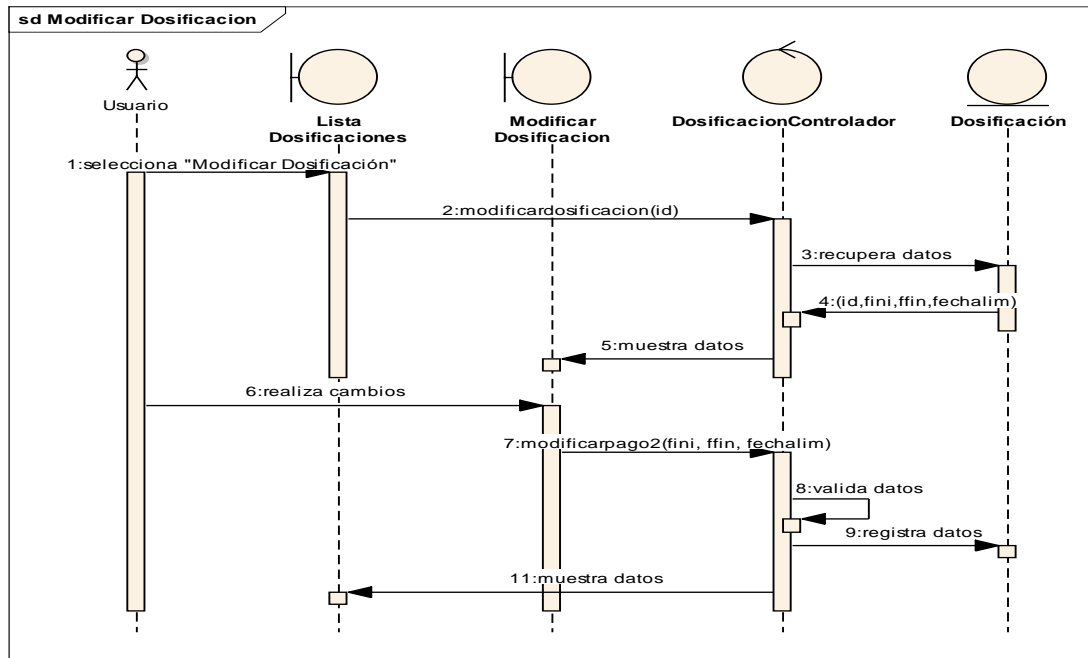 sd Modificar Dosificacion
Usuario
Lista
Dosificaciones
Modificar
Dosificacion
DosificacionControlador
Dosificación
1:selecciona "Modificar Dosificación"
2:modificardosificacion(id)
3:recupera datos
4:(id,fini,ffin,fechalim)
5:muestra datos
6:realiza cambios
7:modificarpago2(fini, ffin, fechalim)
8:valida datos
9:registra datos
11:muestra datos